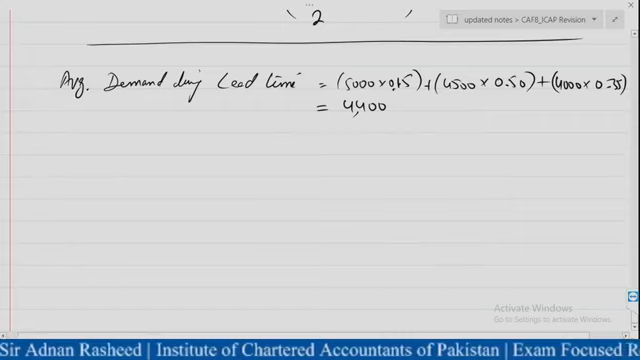 2
updated notes > CAF8_ICAP Revision
Avg. Demand during Lead time = (5000 x 0.15) + (4500 x 0.50) + (4000 x 0.35)
= 4,400
Activate Windows
Go to Settings to activate Windows.
Sir Adnan Rasheed | Institute of Chartered Accountants of Pakistan | Exam Focused R